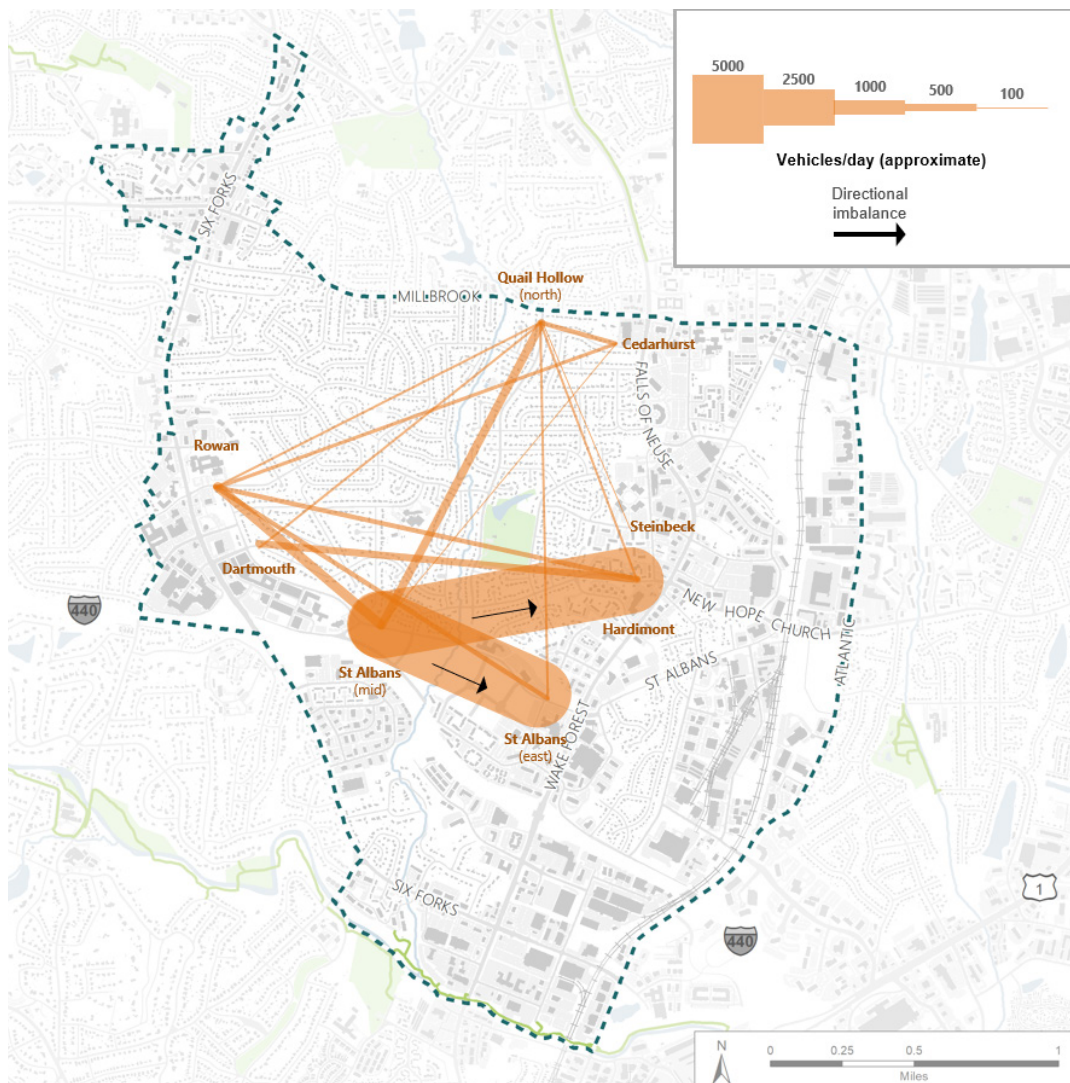 5000
2500
1000
500
100
Vehicles/day (approximate)
Directional
imbalance
SIX FORKS
Quail Hollow
(north)
MILLBROOK
Cedarhurst
FALLS OF NEUSE
Rowan
Steinbeck
Dartmouth
440
NEW HOPE CHURCH
Hardimont
ATLANTIC
ST ALBANS
St Albans
(mid)
St Albans
(east)
WAKE FOREST
SIX FORKS
1
440
N
0 0.25 0.5 1
Miles